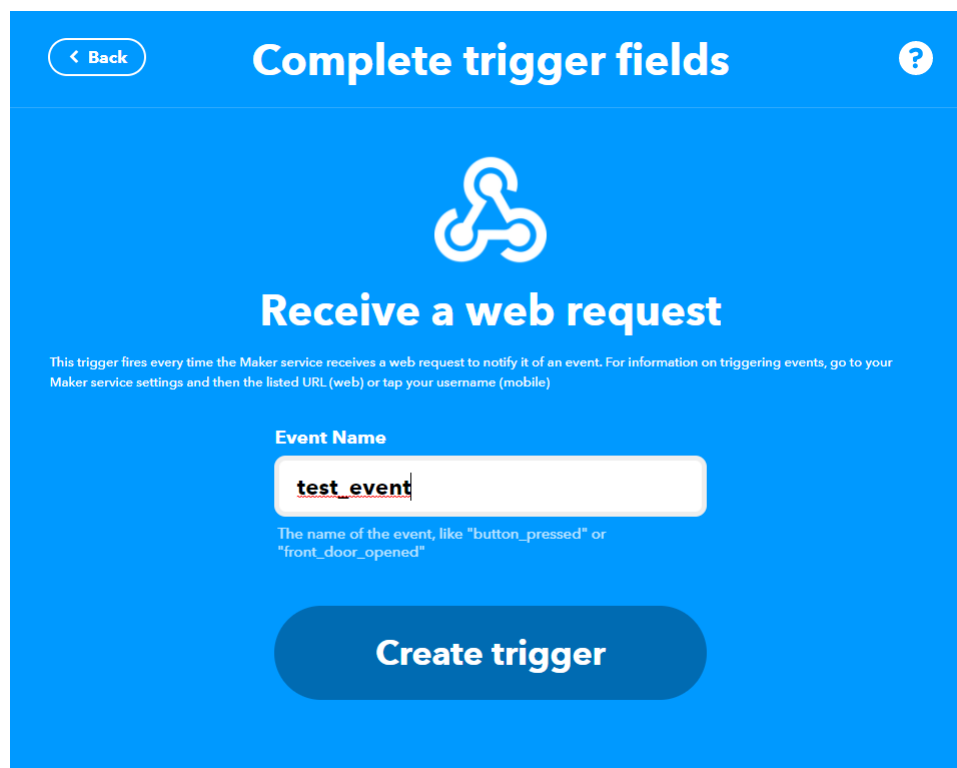 Back
Complete trigger fields
?
Receive a web request
This trigger fires every time the Maker service receives a web request to notify it of an event. For information on triggering events, go to your
Maker service settings and then the listed URL (web) or tap your username (mobile)
Event Name
test_event
The name of the event, like "button_pressed" or
"front_door_opened"
Create trigger